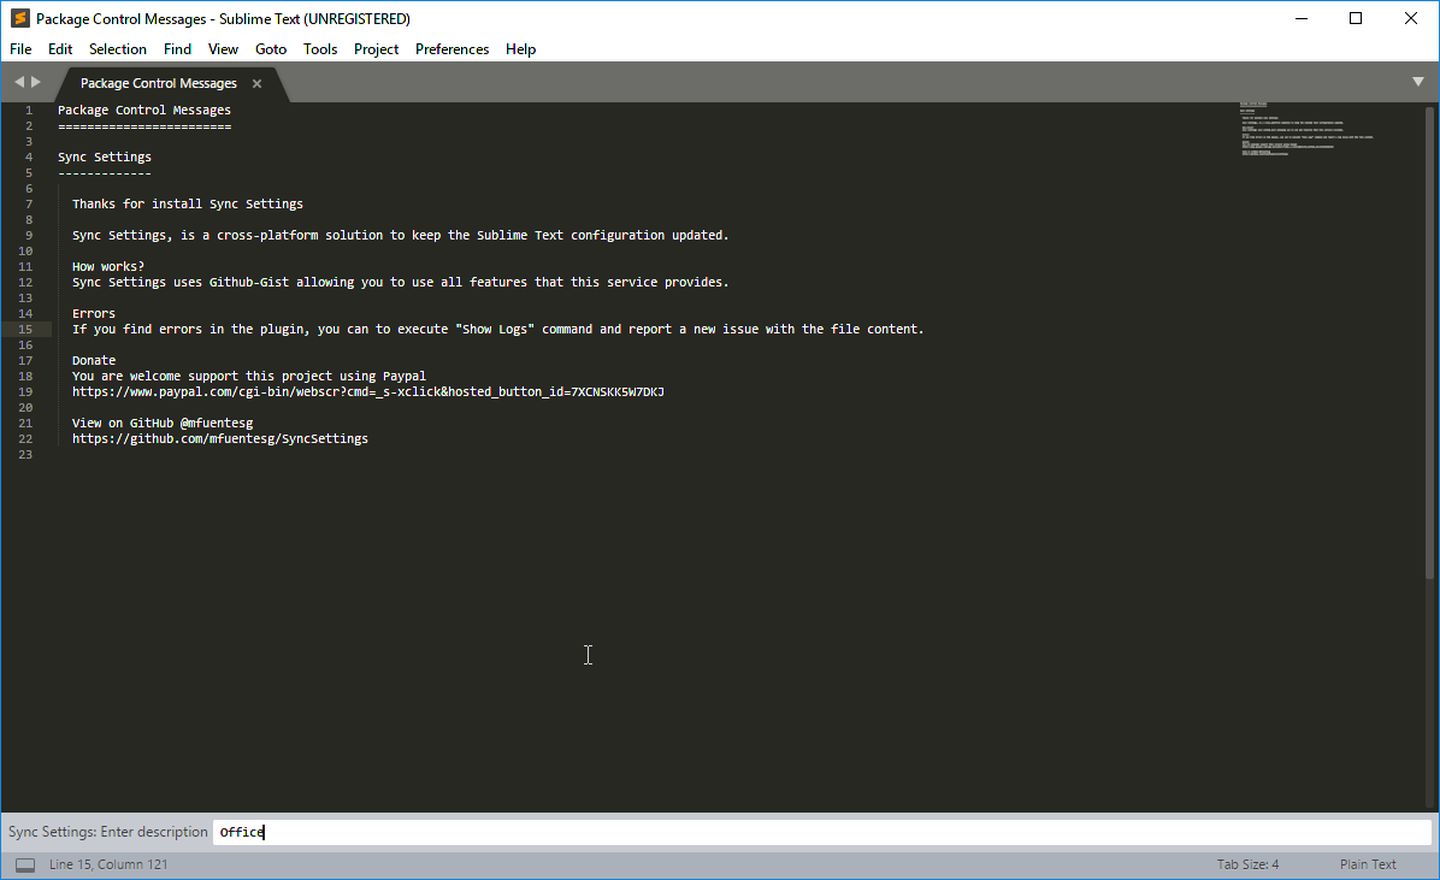 Package Control Messages - Sublime Text (UNREGISTERED)
File Edit Selection Find View Goto Tools Project Preferences Help
Package Control Messages
1 Package Control Messages
2 ========================
3
4 Sync Settings
5 -------------
6
7 Thanks for install Sync Settings
8
9 Sync Settings, is a cross-platform solution to keep the Sublime Text configuration updated.
10
11 How works?
12 Sync Settings uses Github-Gist allowing you to use all features that this service provides.
13
14 Errors
15 If you find errors in the plugin, you can to execute "Show Logs" command and report a new issue with the file content.
16
17 Donate
18 You are welcome support this project using Paypal
19 https://www.paypal.com/cgi-bin/webscr?cmd=_s-xclick&hosted_button_id=7XCNSKK5W7DKJ
20
21 View on GitHub @mfuentesg
22 https://github.com/mfuentesg/SyncSettings
23
Sync Settings: Enter description Office
Line 15, Column 121 Tab Size: 4 Plain Text